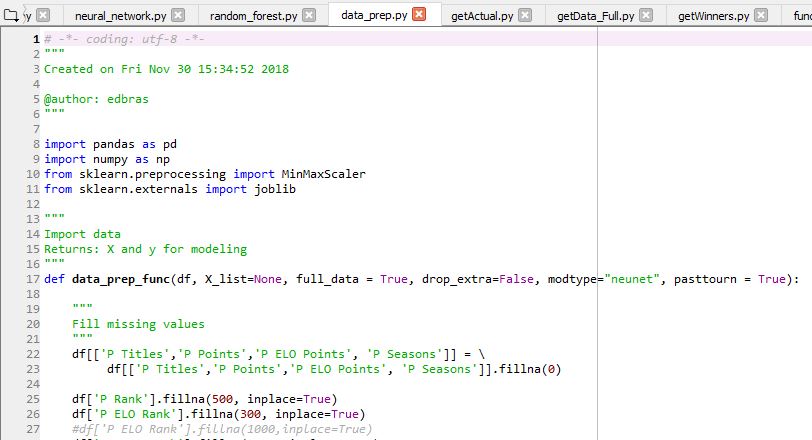 y neural_network.py random_forest.py data_prep.py getActual.py getData_Full.py getWinners.py fun
1 # -*- coding: utf-8 -*-
2 """
3 Created on Fri Nov 30 15:34:52 2018
4
5 @author: edbras
6 """
7
8 import pandas as pd
9 import numpy as np
10 from sklearn.preprocessing import MinMaxScaler
11 from sklearn.externals import joblib
12
13 """
14 Import data
15 Returns: X and y for modeling
16 """
17 def data_prep_func(df, X_list=None, full_data = True, drop_extra=False, modtype="neunet", pasttourn = True):
18
19     """
20     Fill missing values
21     """
22     df[['P Titles','P Points','P ELO Points', 'P Seasons']] = \
23          df[['P Titles','P Points','P ELO Points', 'P Seasons']].fillna(0)
24
25     df['P Rank'].fillna(500, inplace=True)
26     df['P ELO Rank'].fillna(300, inplace=True)
27     #df['P ELO Rank'].fillna(1000,inplace=True)